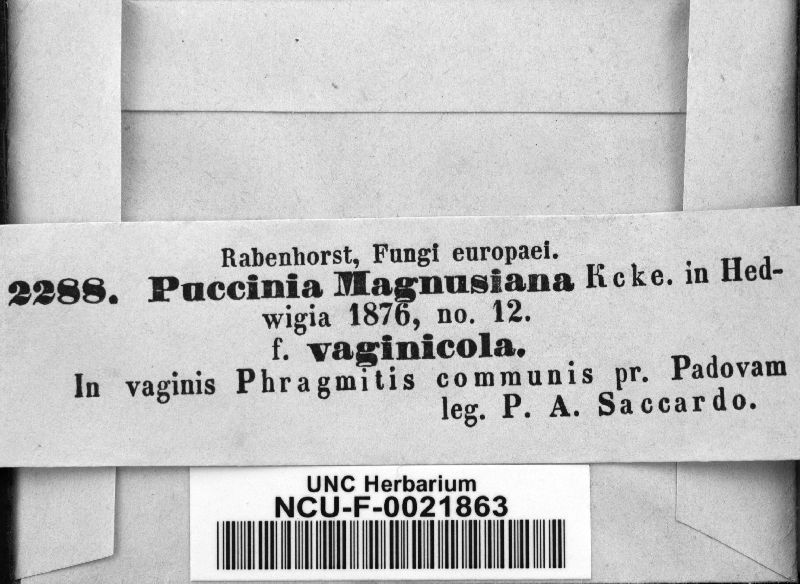 Rabenhorst, Fungi europaei.
2288. Puccinia Magnusiana Kcke. in Hed-
wigia 1876, no. 12.
f. vaginicola.
In vaginis Phragmitis communis pr. Padovam
leg. P. A. Saccardo.
UNC Herbarium
NCU-F-0021863